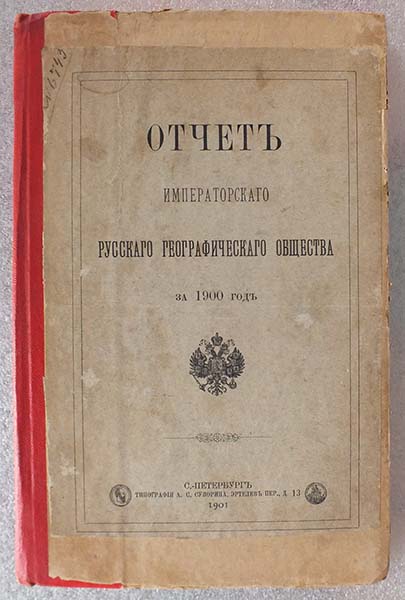 ОТЧЕТЪ
ИМПЕРАТОРСКАГО
РУССКАГО ГЕОГРАФИЧЕСКАГО ОБЩЕСТВА
ЗА 1900 ГОДЪ
С.-ПЕТЕРБУРГЪ
ТИПОГРАФІЯ А. С. СУВОРИНА, ЭРТЕЛЕВЪ ПЕР., Д. 13
1901